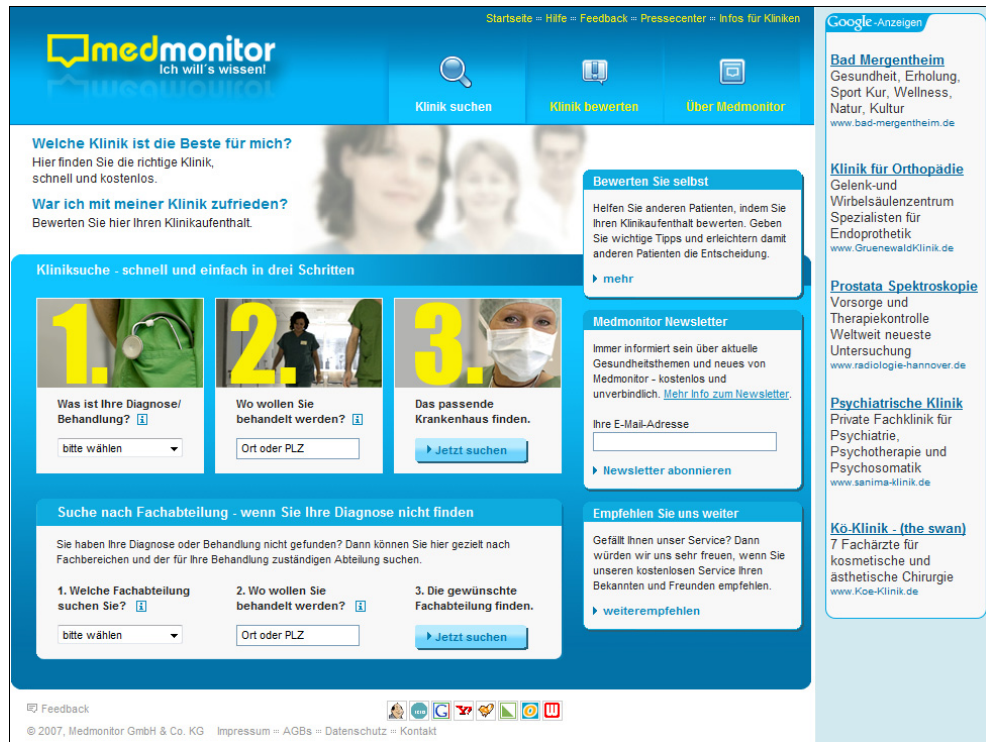 Startseite :: Hilfe :: Feedback :: Pressecenter :: Infos für Kliniken
medmonitor
Ich will´s wissen!
Klinik suchen
Klinik bewerten
Über Medmonitor
Welche Klinik ist die Beste für mich?
Hier finden Sie die richtige Klinik,
schnell und kostenlos.
War ich mit meiner Klinik zufrieden?
Bewerten Sie hier Ihren Klinikaufenthalt.
Kliniksuche - schnell und einfach in drei Schritten
1.
Was ist Ihre Diagnose/
Behandlung? i
bitte wählen
2.
Wo wollen Sie
behandelt werden? i
Ort oder PLZ
3.
Das passende
Krankenhaus finden.
Jetzt suchen
Suche nach Fachabteilung - wenn Sie Ihre Diagnose nicht finden
Sie haben Ihre Diagnose oder Behandlung nicht gefunden? Dann können Sie hier gezielt nach
Fachbereichen und der für Ihre Behandlung zuständigen Abteilung
suchen.
1. Welche Fachabteilung
suchen Sie? i
bitte wählen
2. Wo wollen Sie
behandelt werden? i
Ort oder PLZ
3. Die gewünschte
Fachabteilung finden.
Jetzt suchen
Bewerten Sie selbst
Helfen Sie anderen Patienten, indem Sie
Ihren Klinikaufenthalt bewerten. Geben
Sie wichtige Tipps und erleichtern damit
anderen Patienten die Entscheidung.
mehr
Medmonitor Newsletter
Immer informiert sein über aktuelle
Gesundheitsthemen und neues von
Medmonitor - kostenlos und
unverbindlich. Mehr Info zum Newsletter.
Ihre E-Mail-Adresse
Newsletter abonnieren
Empfehlen Sie uns weiter
Gefällt Ihnen unser Service? Dann
würden wir uns sehr freuen, wenn Sie
unseren kostenlosen Service Ihren
Bekannten und Freunden empfehlen.
weiterempfehlen
Google-Anzeigen
Bad Mergentheim
Gesundheit, Erholung,
Sport Kur, Wellness,
Natur, Kultur
www.bad-mergentheim.de
Klinik für Orthopädie
Gelenk-und
Wirbelsäulenzentrum
Spezialisten für
Endoprothetik
www.GruenewaldKlinik.de
Prostata Spektroskopie
Vorsorge und
Therapiekontrolle
Weltweit neueste
Untersuchung
www.radiologie-hannover.de
Psychiatrische Klinik
Private Fachklinik für
Psychiatrie,
Psychotherapie und
Psychosomatik
www.sanima-klinik.de
Kö-Klinik - (the swan)
7 Fachärzte für
kosmetische und
ästhetische Chirurgie
www.Koe-Klinik.de
Feedback
© 2007, Medmonitor GmbH & Co. KG Impressum :: AGBs :: Datenschutz :: Kontakt